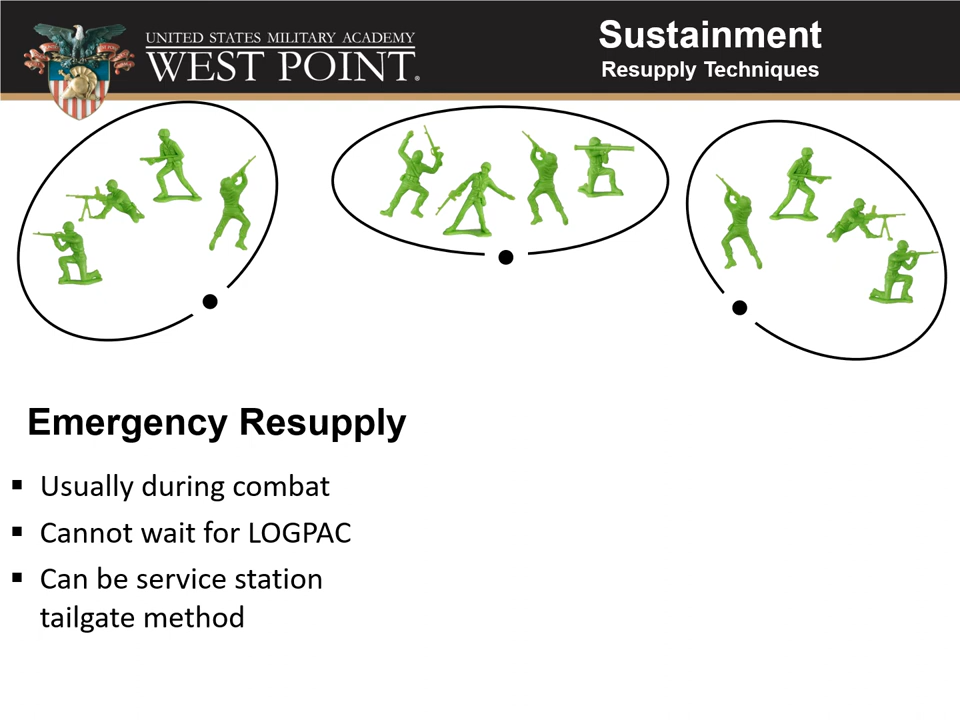 UNITED STATES MILITARY ACADEMY
WEST POINT®
Sustainment
Resupply Techniques
Emergency Resupply
▪ Usually during combat
▪ Cannot wait for LOGPAC
▪ Can be service station
tailgate method